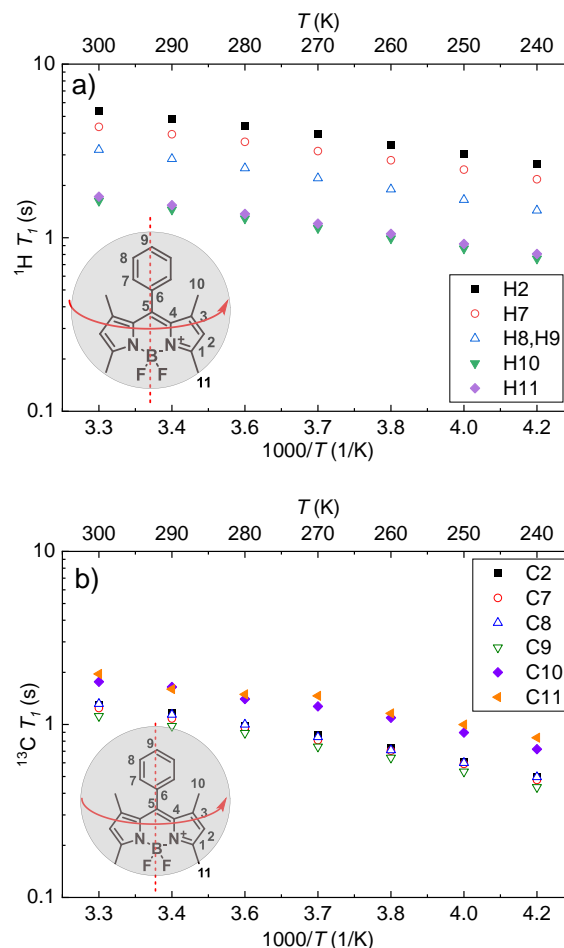 T (K)
300 290 280 270 260 250 240
10
a)
¹H T₁ (s)
1
0.1
9
8
7
10
6
5
4
3
N
N⁺
2
B
1
F F
11
H2
H7
H8,H9
H10
H11
3.3 3.4 3.6 3.7 3.8 4.0 4.2
1000/T (1/K)
T (K)
300 290 280 270 260 250 240
10
b)
C2
C7
C8
C9
C10
C11
¹³C T₁ (s)
1
0.1
9
8
7
10
6
5
4
3
N
N⁺
2
B
1
F F
11
3.3 3.4 3.6 3.7 3.8 4.0 4.2
1000/T (1/K)